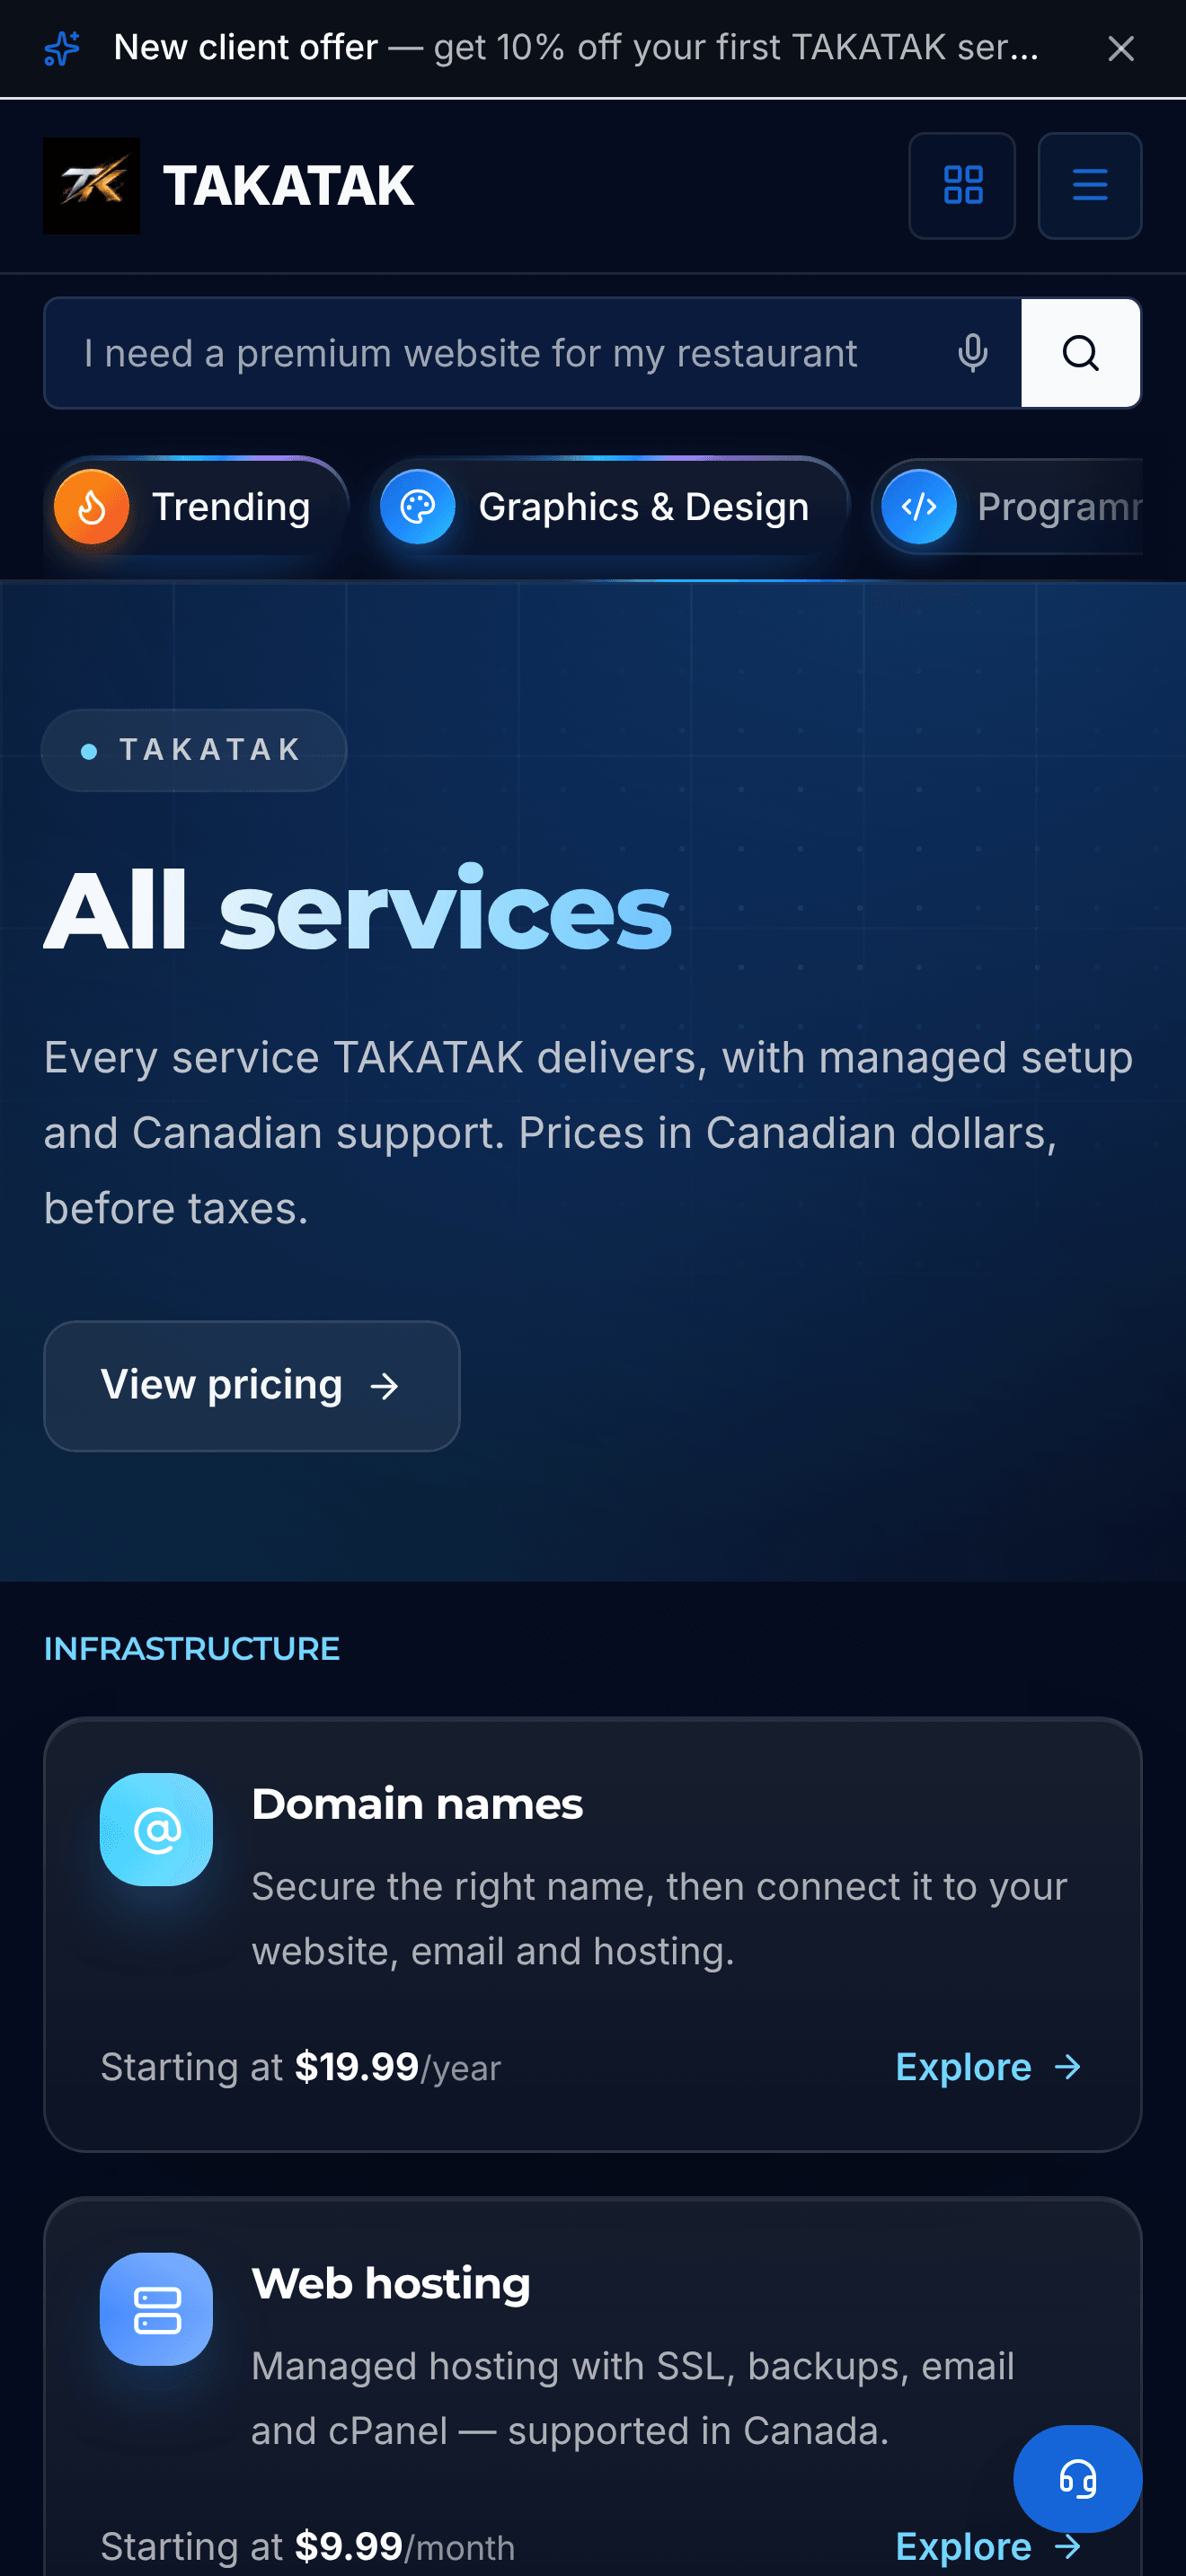 New client offer — get 10% off your first TAKATAK ser...
TK
TAKATAK
I need a premium website for my restaurant
Trending
Graphics & Design
Programm
TAKATAK
All services
Every service TAKATAK delivers, with managed setup
and Canadian support. Prices in Canadian dollars,
before taxes.
View pricing →
INFRASTRUCTURE
Domain names
Secure the right name, then connect it to your
website, email and hosting.
Starting at $19.99/year
Explore →
Web hosting
Managed hosting with SSL, backups, email
and cPanel — supported in Canada.
Starting at $9.99/month
Explore →